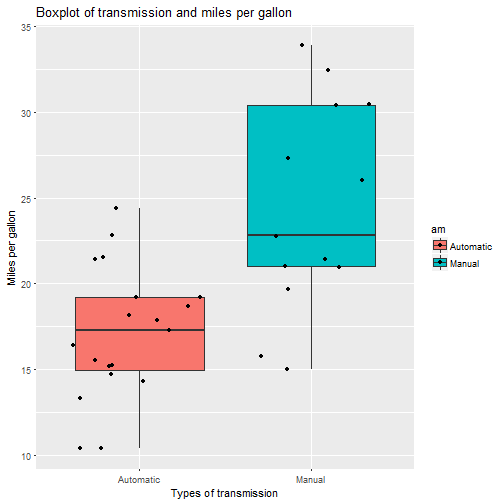 Boxplot of transmission and miles per gallon
35
30
25
20
15
10
Miles per gallon
Automatic
Manual
Types of transmission
am
Automatic
Manual